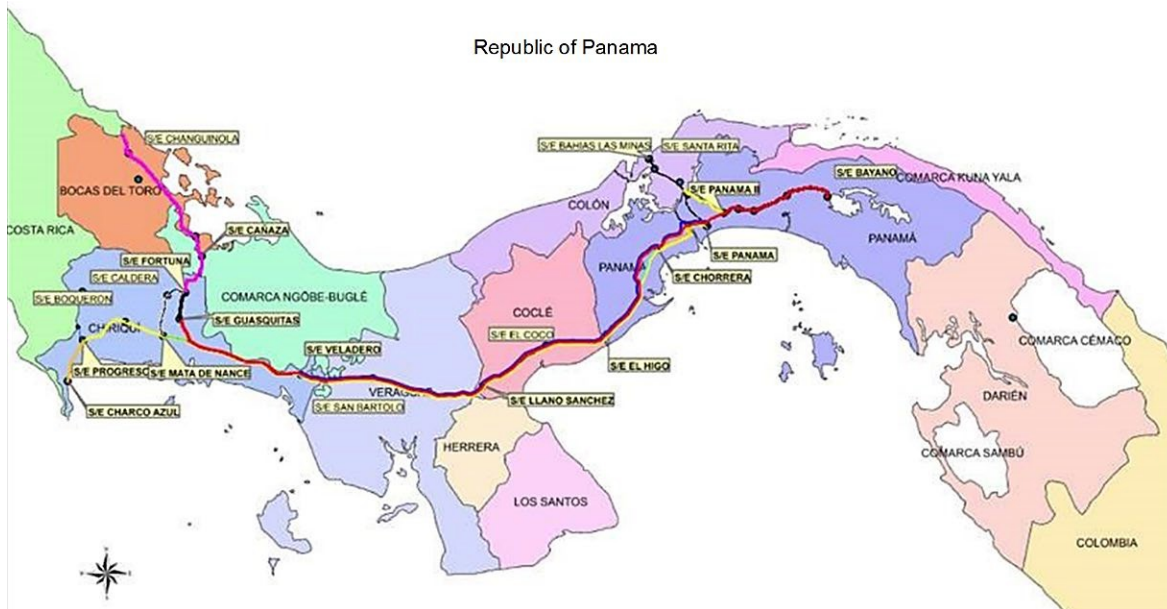 Republic of Panama
S/E CHANGUINOLA
S/E BAHIAS LAS MINAS
S/E SANTA RITA
S/E BAYANO
COMARCA KUNA YALA
BOCAS DEL TORO
S/E PANAMA II
COLÓN
COSTA RICA
S/E CAÑAZA
PANAMÁ
S/E FORTUNA
S/E PANAMA
S/E CALDERA
PANAMÁ
S/E CHORRERA
S/E BOQUERON
COMARCA NGÖBE-BUGLÉ
COCLÉ
S/E GUASQUITAS
CHIRIQUI
S/E EL COCO
COMARCA CÉMACO
S/E VELADERO
S/E EL HIGO
S/E PROGRESO
S/E MATA DE NANCE
VERAGU
DARIÉN
S/E LLANO SANCHEZ
S/E SAN BARTOLO
S/E CHARCO AZUL
HERRERA
COMARCA SAMBÚ
LOS SANTOS
COLOMBIA